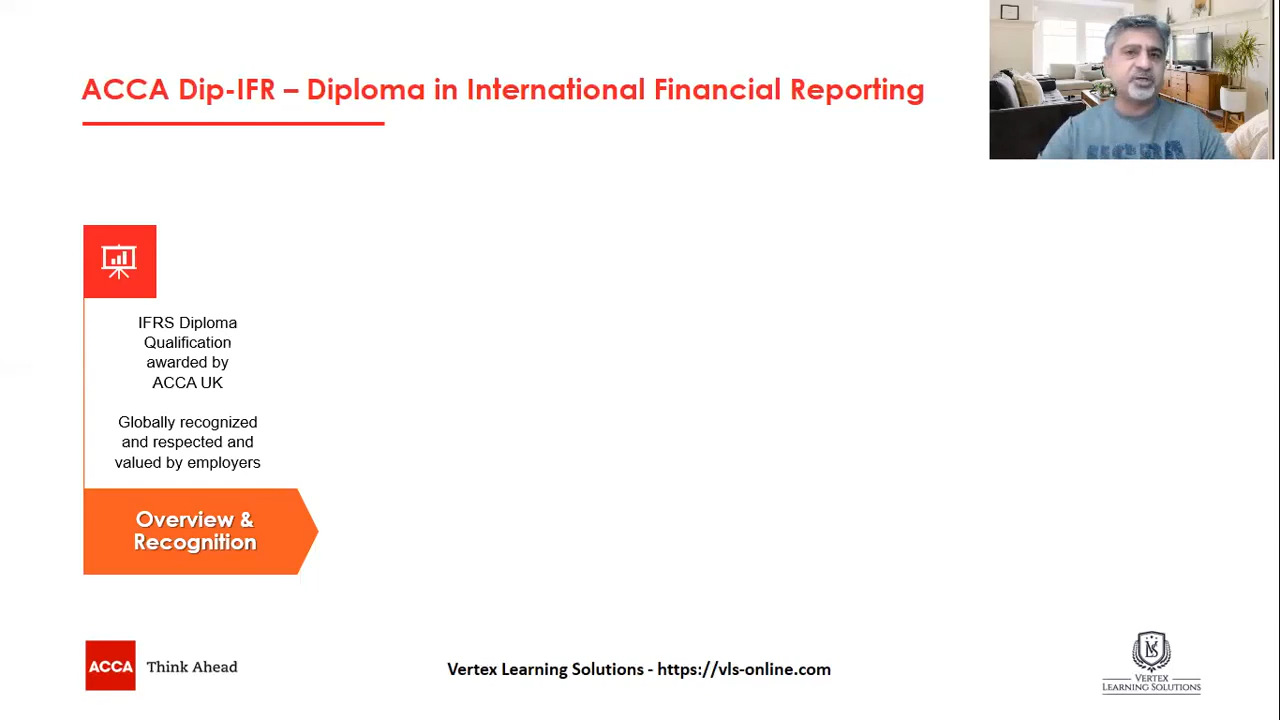 ACCA Dip-IFR – Diploma in International Financial Reporting
IFRS Diploma
Qualification
awarded by
ACCA UK
Globally recognized
and respected and
valued by employers
Overview &
Recognition
ACCA Think Ahead
Vertex Learning Solutions - https://vls-online.com
VLS
VERTEX
LEARNING SOLUTIONS